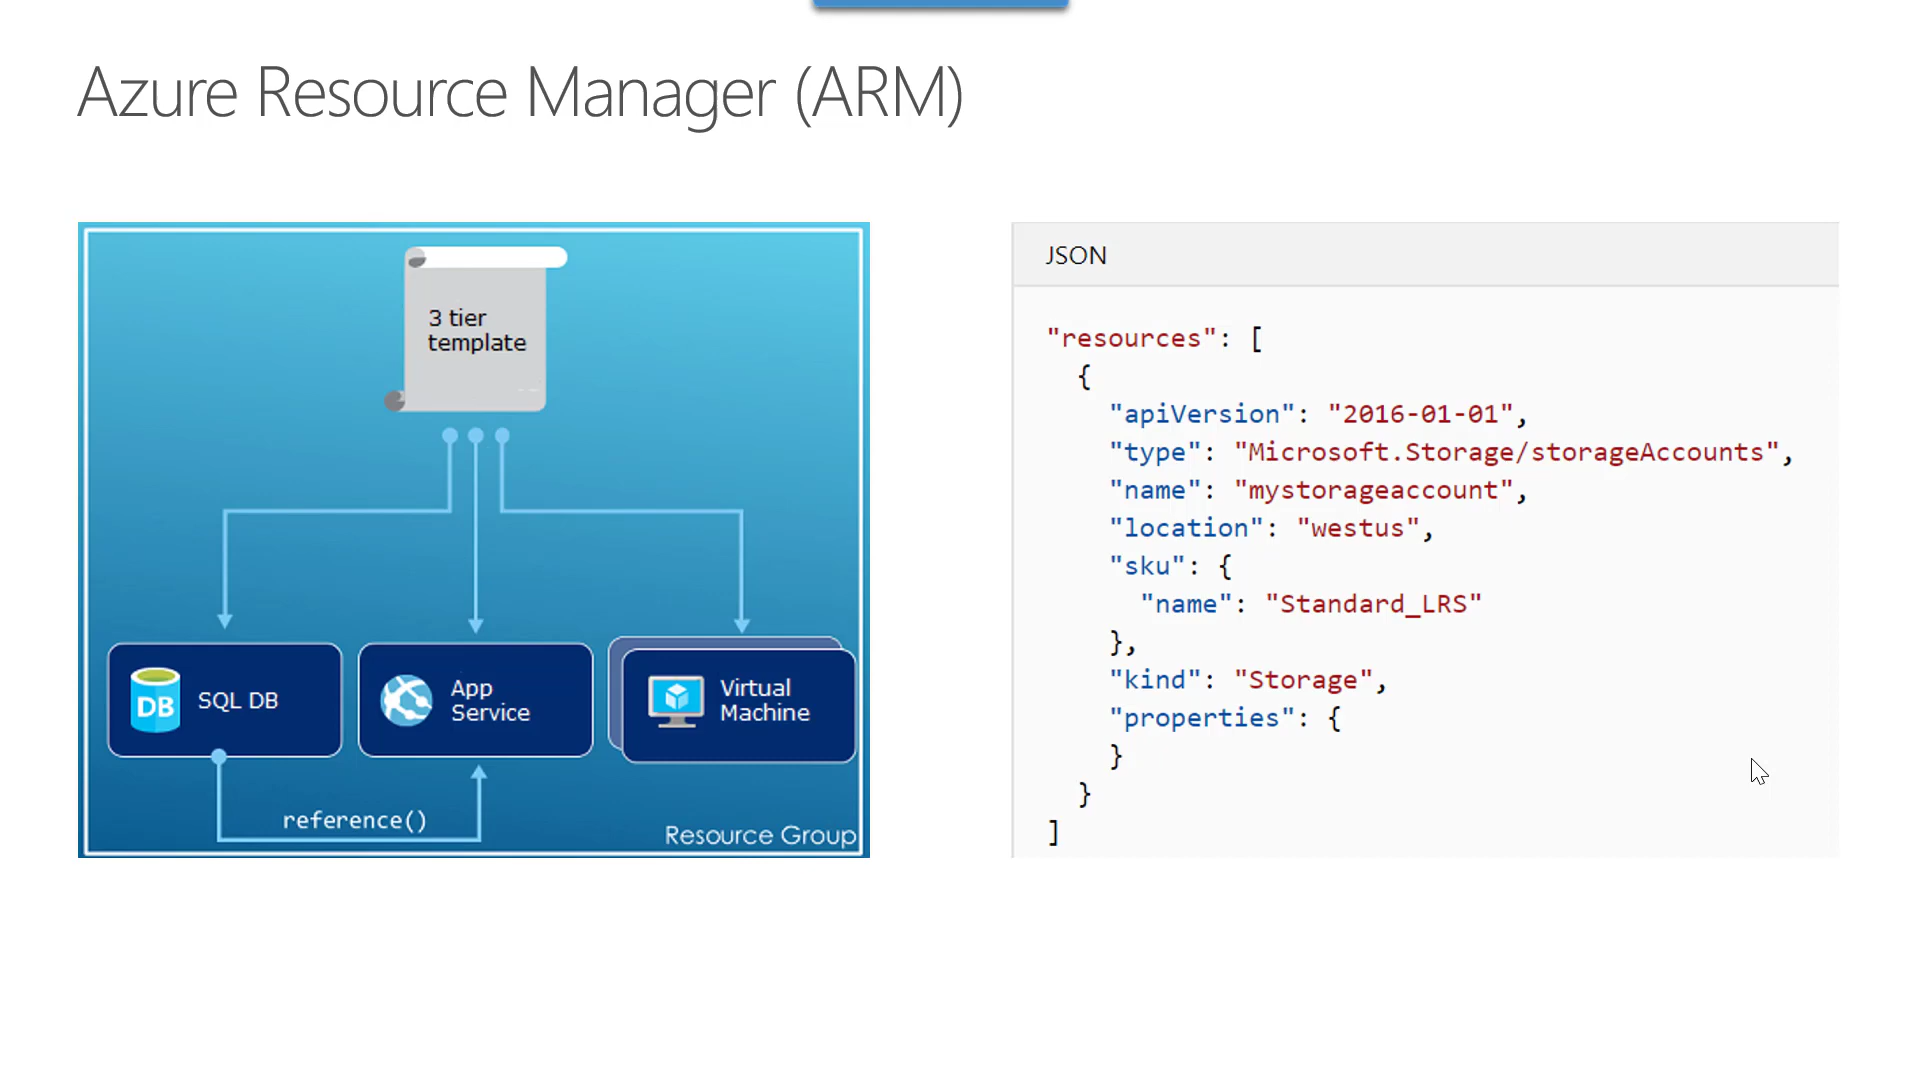 Azure Resource Manager (ARM)
3 tier
template
DB
SQL DB
App
Service
Virtual
Machine
reference()
Resource Group
JSON
"resources": [
  {
    "apiVersion": "2016-01-01",
    "type": "Microsoft.Storage/storageAccounts",
    "name": "mystorageaccount",
    "location": "westus",
    "sku": {
      "name": "Standard_LRS"
    },
    "kind": "Storage",
    "properties": {
    }
  }
]